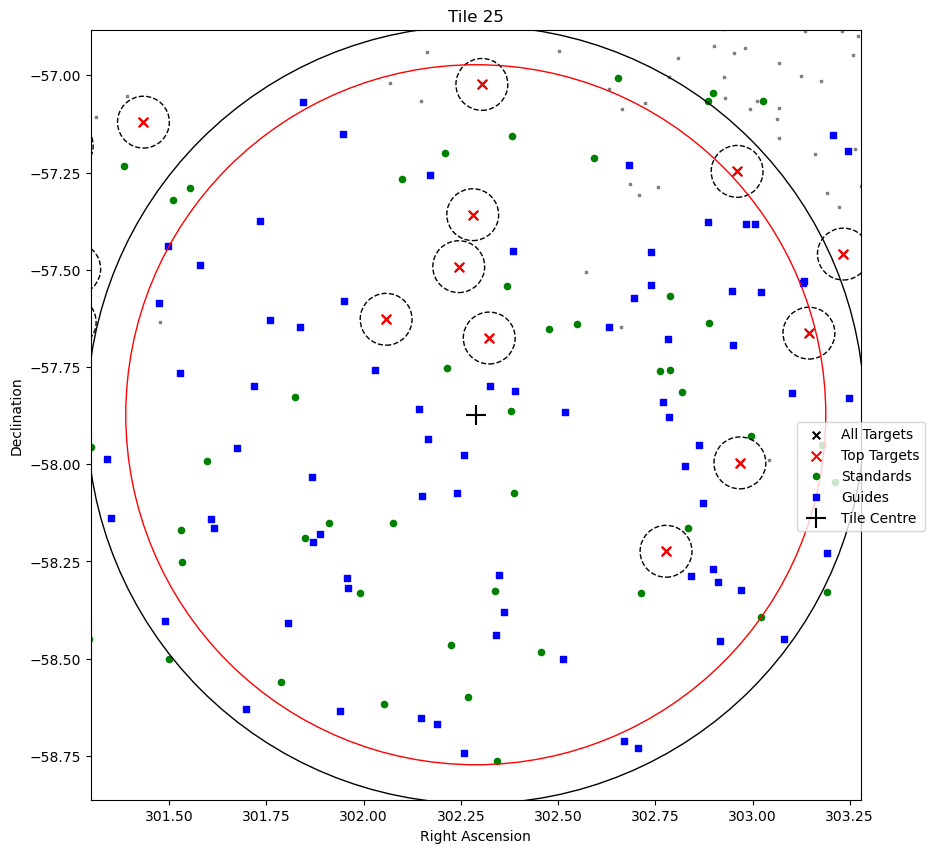 Tile 25
−57.00
−57.25
−57.50
−57.75
−58.00
−58.25
−58.50
−58.75
Declination
All Targets
Top Targets
Standards
Guides
Tile Centre
301.50
301.75
302.00
302.25
302.50
302.75
303.00
303.25
Right Ascension